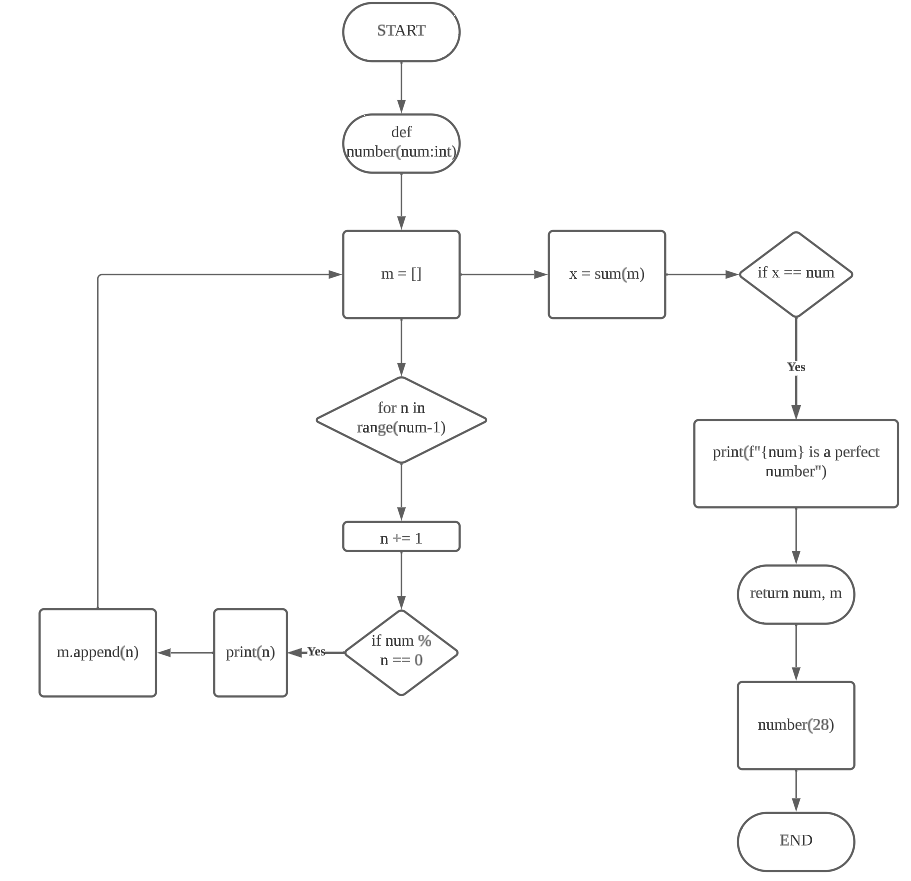 START
def
number(num:int)
m = []
x = sum(m)
if x == num
Yes
for n in
range(num-1)
print(f"{num} is a perfect
number")
n += 1
return num, m
if num %
n == 0
Yes
print(n)
m.append(n)
number(28)
END